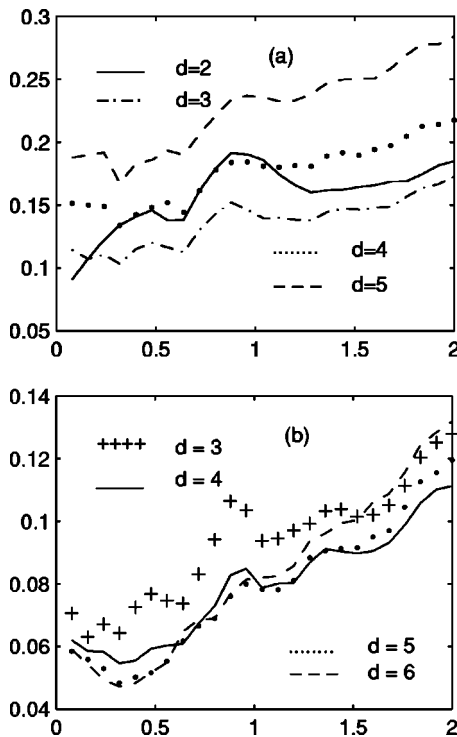 0.3
(a)
d=2
0.25
d=3
0.2
0.15
d=4
0.1
d=5
0.05
0 0.5 1 1.5 2
0.14
(b)
d = 3
0.12
d = 4
0.1
0.08
0.06
d = 5
d = 6
0.04
0 0.5 1 1.5 2